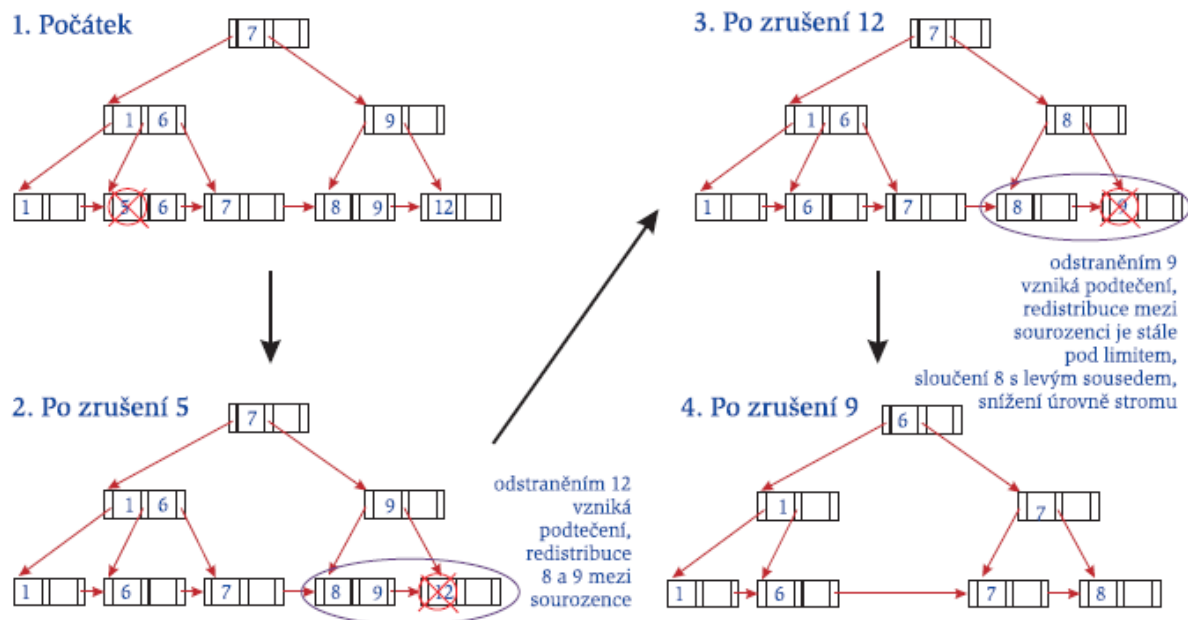 1. Počátek
7
1 6
9
1
5 6
7
8 9
12
2. Po zrušení 5
7
1 6
9
1
6
7
8 9
12
odstraněním 12
vzniká
podtečení,
redistribuce
8 a 9 mezi
sourozence
3. Po zrušení 12
7
1 6
8
1
6
7
8
9
odstraněním 9
vzniká podtečení,
redistribuce mezi
sourozenci je stále
pod limitem,
sloučení 8 s levým sousedem,
snížení úrovně stromu
4. Po zrušení 9
6
1
7
1
6
7
8